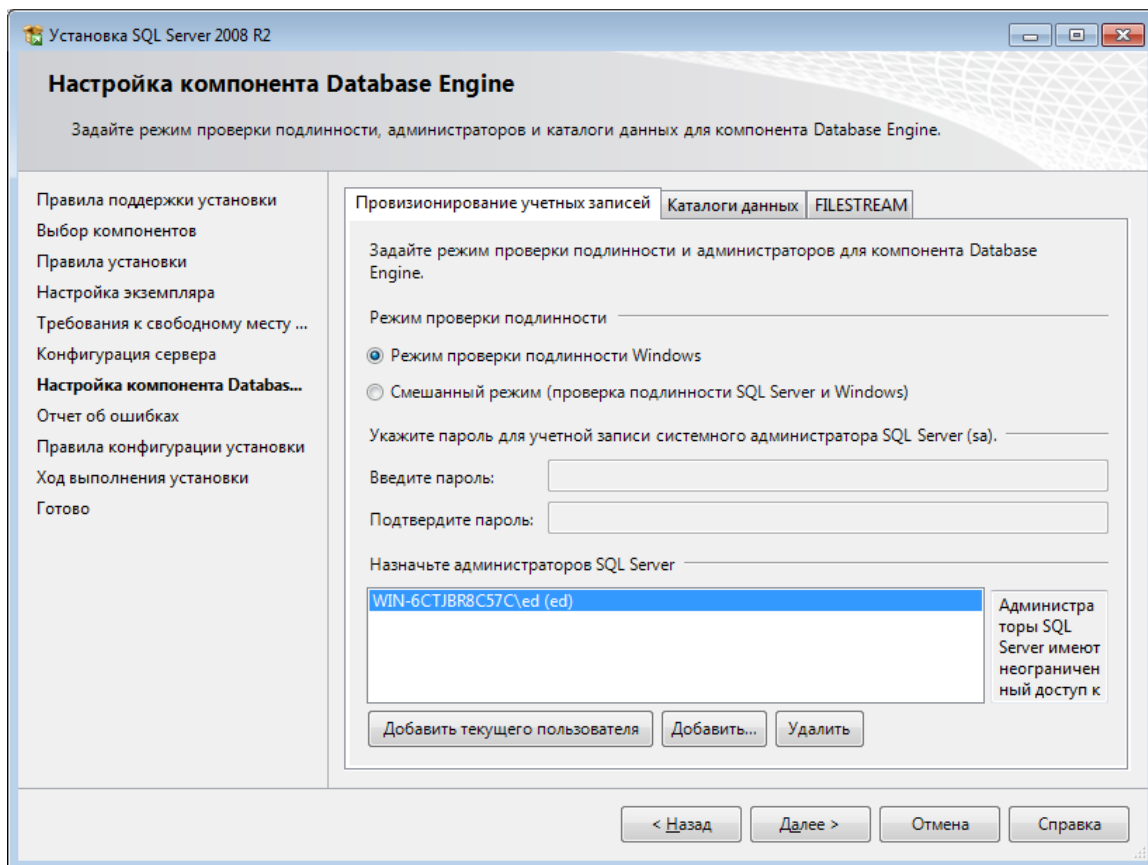 Установка SQL Server 2008 R2
Настройка компонента Database Engine
Задайте режим проверки подлинности, администраторов и каталоги данных для компонента Database Engine.
Правила поддержки установки
Выбор компонентов
Правила установки
Настройка экземпляра
Требования к свободному месту ...
Конфигурация сервера
Настройка компонента Databas...
Отчет об ошибках
Правила конфигурации установки
Ход выполнения установки
Готово
Провизионирование учетных записей
Каталоги данных
FILESTREAM
Задайте режим проверки подлинности и администраторов для компонента Database
Engine.
Режим проверки подлинности
Режим проверки подлинности Windows
Смешанный режим (проверка подлинности SQL Server и Windows)
Укажите пароль для учетной записи системного администратора SQL Server (sa).
Введите пароль:
Подтвердите пароль:
Назначьте администраторов SQL Server
WIN-6CTJBR8C57C\ed (ed)
Администра
торы SQL
Server имеют
неограничен
ный доступ к
Добавить текущего пользователя
Добавить...
Удалить
< Назад
Далее >
Отмена
Справка